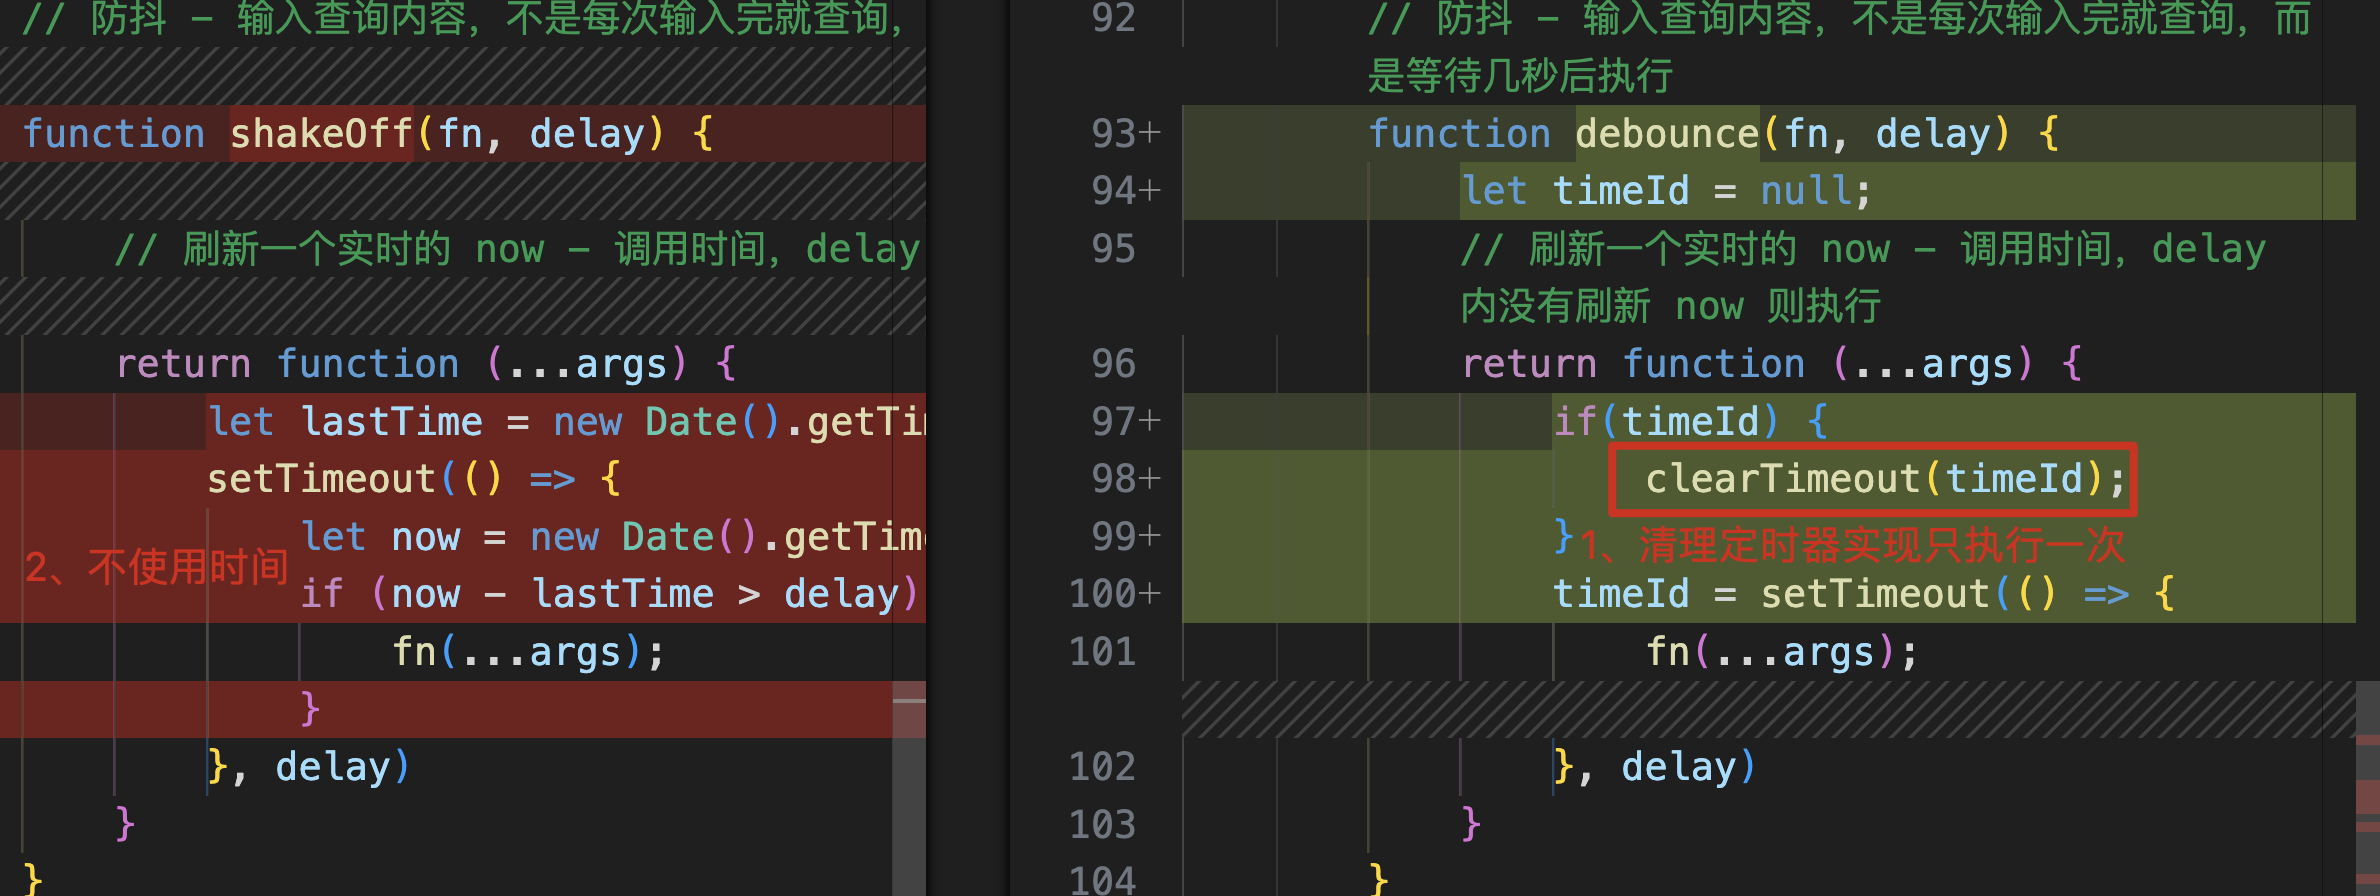 // 防抖 - 输入查询内容，不是每次输入完就查询，
function shakeOff(fn, delay) {
// 刷新一个实时的 now - 调用时间，delay
return function (...args) {
let lastTime = new Date().getTi
setTimeout(() => {
let now = new Date().getTim
2、不使用时间
if (now - lastTime > delay)
fn(...args);
}
}, delay)
}
}
92 // 防抖 - 输入查询内容，不是每次输入完就查询，而
是等待几秒后执行
93+ function debounce(fn, delay) {
94+ let timeId = null;
95 // 刷新一个实时的 now - 调用时间，delay
内没有刷新 now 则执行
96 return function (...args) {
97+ if(timeId) {
98+ clearTimeout(timeId);
99+ }
1、清理定时器实现只执行一次
100+ timeId = setTimeout(() => {
101 fn(...args);
102 }, delay)
103 }
104 }